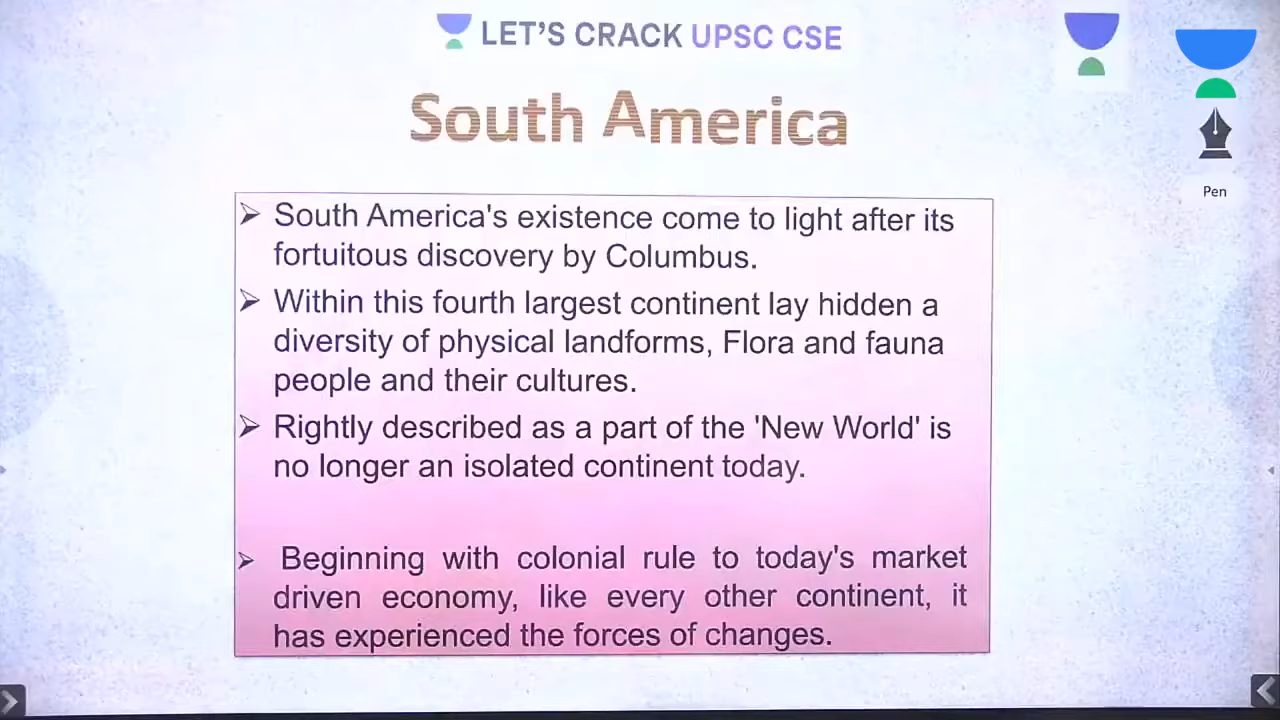 LET'S CRACK UPSC CSE
South America
Pen
➢ South America's existence come to light after its
fortuitous discovery by Columbus.
➢ Within this fourth largest continent lay hidden a
diversity of physical landforms, Flora and fauna
people and their cultures.
➢ Rightly described as a part of the 'New World' is
no longer an isolated continent today.
➢ Beginning with colonial rule to today's market
driven economy, like every other continent, it
has experienced the forces of changes.